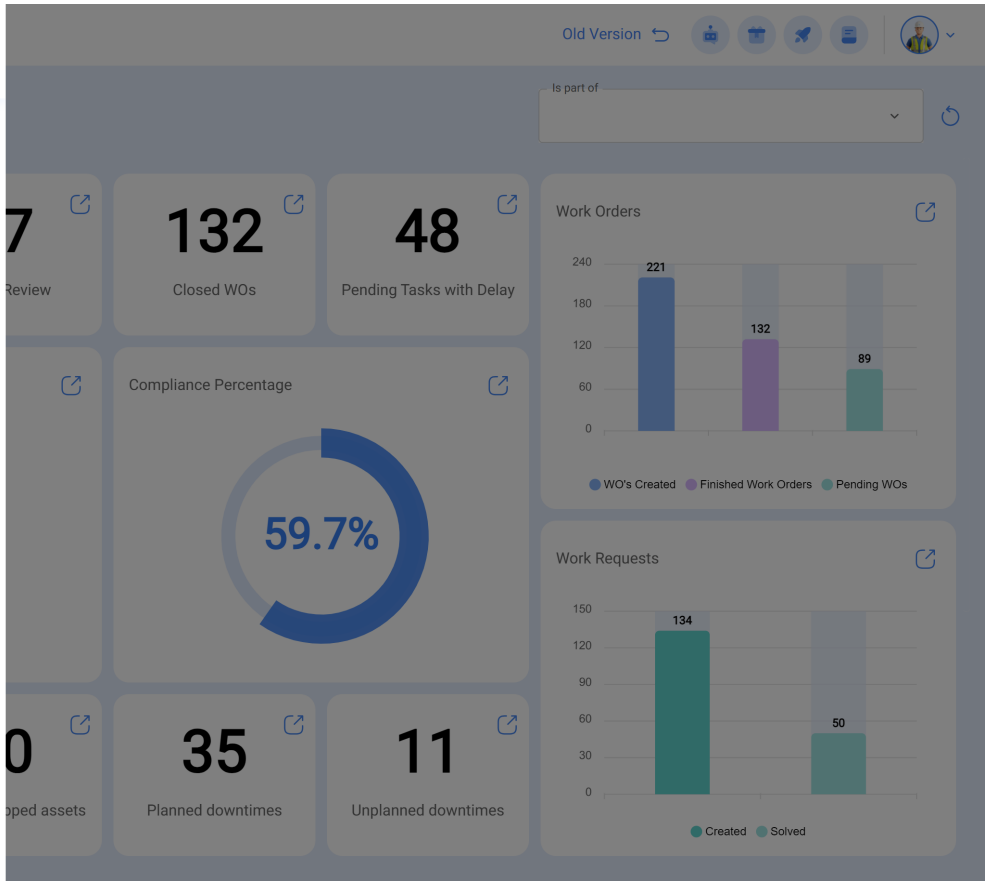 Old Version
Is part of
7
Review
132
Closed WOs
48
Pending Tasks with Delay
Work Orders
240
180
120
60
0
221
132
89
WO's Created
Finished Work Orders
Pending WOs
Compliance Percentage
59.7%
Work Requests
150
120
90
60
30
0
134
50
Created
Solved
0
pped assets
35
Planned downtimes
11
Unplanned downtimes